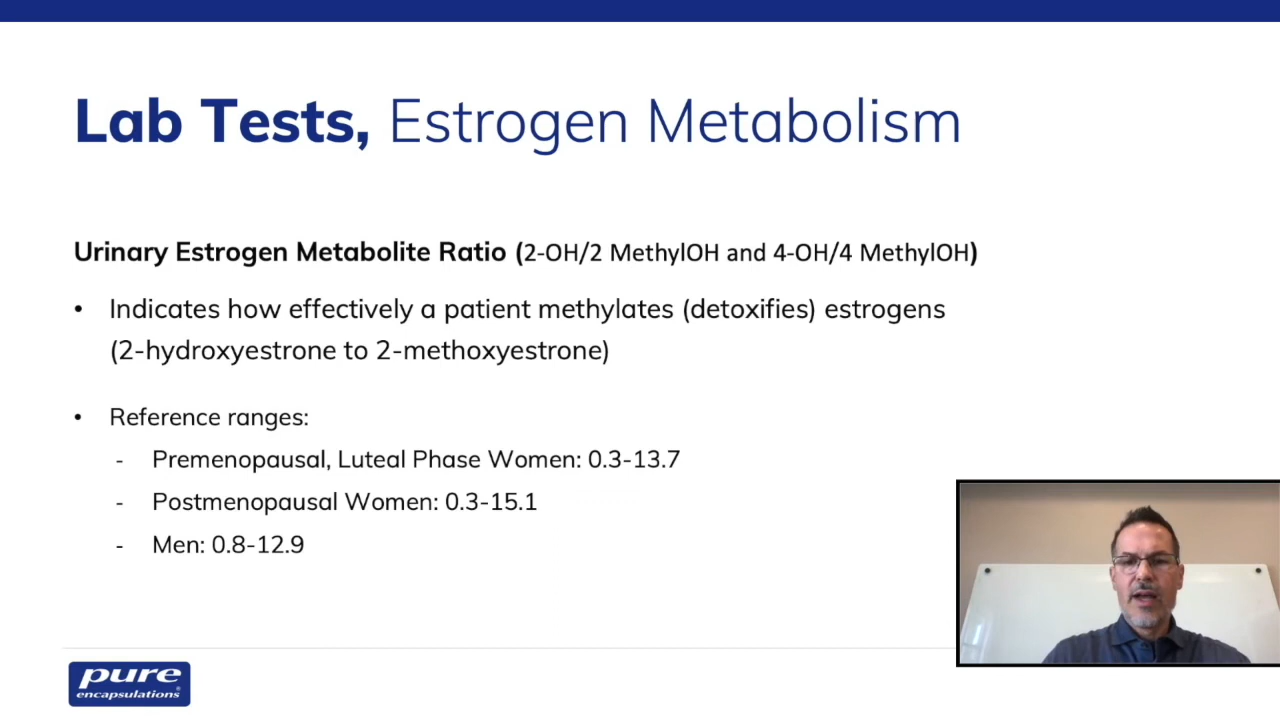 Lab Tests, Estrogen Metabolism
Urinary Estrogen Metabolite Ratio (2-OH/2 MethylOH and 4-OH/4 MethylOH)
• Indicates how effectively a patient methylates (detoxifies) estrogens
(2-hydroxyestrone to 2-methoxyestrone)
• Reference ranges:
- Premenopausal, Luteal Phase Women: 0.3-13.7
- Postmenopausal Women: 0.3-15.1
- Men: 0.8-12.9
pure
encapsulations®